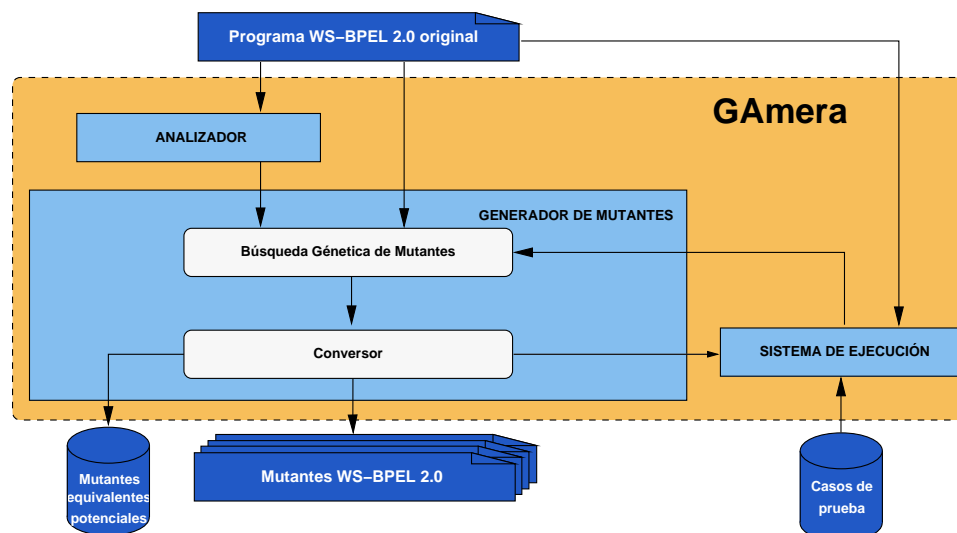 Programa WS−BPEL 2.0 original
GAmera
ANALIZADOR
GENERADOR DE MUTANTES
Búsqueda Génetica de Mutantes
Conversor
SISTEMA DE EJECUCIÓN
Mutantes
equivalentes
potenciales
Mutantes WS−BPEL 2.0
Casos de
prueba